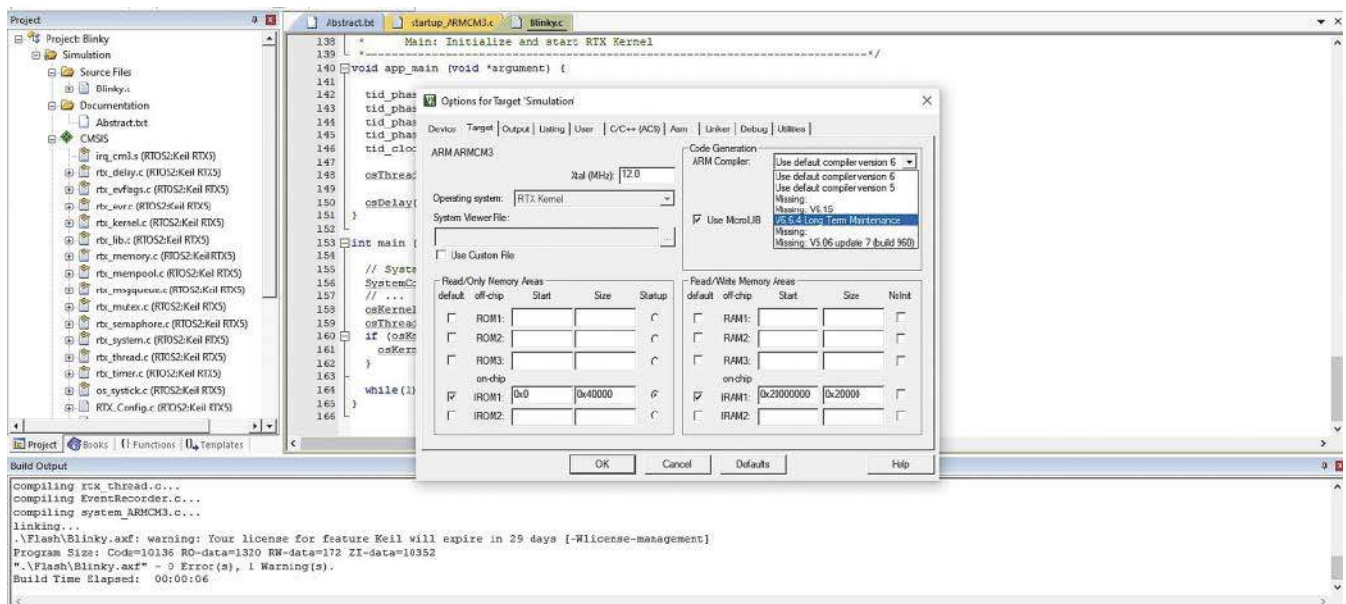 Project
Project: Blinky
Simulation
Source Files
Blinky.c
Documentation
Abstract.txt
CMSIS
irq_cm3.s (RTOS2:Keil RTX5)
rtx_delay.c (RTOS2:Keil RTX5)
rtx_evflags.c (RTOS2:Keil RTX5)
rtx_evr.c (RTOS2:Keil RTX5)
rtx_kernel.c (RTOS2:Keil RTX5)
rtx_lib.c (RTOS2:Keil RTX5)
rtx_memory.c (RTOS2:Keil RTX5)
rtx_mempool.c (RTOS2:Keil RTX5)
rtx_msgqueue.c (RTOS2:Keil RTX5)
rtx_mutex.c (RTOS2:Keil RTX5)
rtx_semaphore.c (RTOS2:Keil RTX5)
rtx_system.c (RTOS2:Keil RTX5)
rtx_thread.c (RTOS2:Keil RTX5)
rtx_timer.c (RTOS2:Keil RTX5)
os_systick.c (RTOS2:Keil RTX5)
RTX_Config.c (RTOS2:Keil RTX5)
Project Books {} Functions 0 Templates
Abstract.txt startup_ARMCM3.c Blinky.c
138 * Main: Initialize and start RTX Kernel
139 *---------------------------------------------------------------------------*/
140 void app_main (void *argument) {
141
142 tid_phas
143 tid_phas
144 tid_phas
145 tid_phas
146 tid_cloc
147
148 osThread
149
150 osDelay(
151 }
152
153 int main (
154
155 // Syste
156 SystemCo
157 // ...
158 osKernel
159 osThread
160 if (osKe
161 osKern
162 }
163
164 while(1)
165 }
166
Options for Target 'Simulation'
Device Target Output Listing User C/C++ (AC6) Asm Linker Debug Utilities
ARM ARMCM3
Xtal (MHz): 12.0
Operating system: RTX Kernel
System Viewer File:
...
Use Custom File
Code Generation
ARM Compiler: Use default compiler version 6
Use default compiler version 6
Use default compiler version 5
Missing:
Missing: V6.15
V6.6.4 Long Term Maintenance
Missing:
Missing: V5.06 update 7 (build 960)
Use MicroLIB
Read/Only Memory Areas
default off-chip Start Size Startup
ROM1:
ROM2:
ROM3:
on-chip
IROM1: 0x0 0x40000
IROM2:
Read/Write Memory Areas
default off-chip Start Size NoInit
RAM1:
RAM2:
RAM3:
on-chip
IRAM1: 0x20000000 0x20000
IRAM2:
OK Cancel Defaults Help
Build Output
compiling rtx_thread.c...
compiling EventRecorder.c...
compiling system_ARMCM3.c...
linking...
.\Flash\Blinky.axf: warning: Your license for feature Keil will expire in 29 days [-Wlicense-management]
Program Size: Code=10136 RO-data=1320 RW-data=172 ZI-data=10352
".\Flash\Blinky.axf" - 0 Error(s), 1 Warning(s).
Build Time Elapsed: 00:00:06